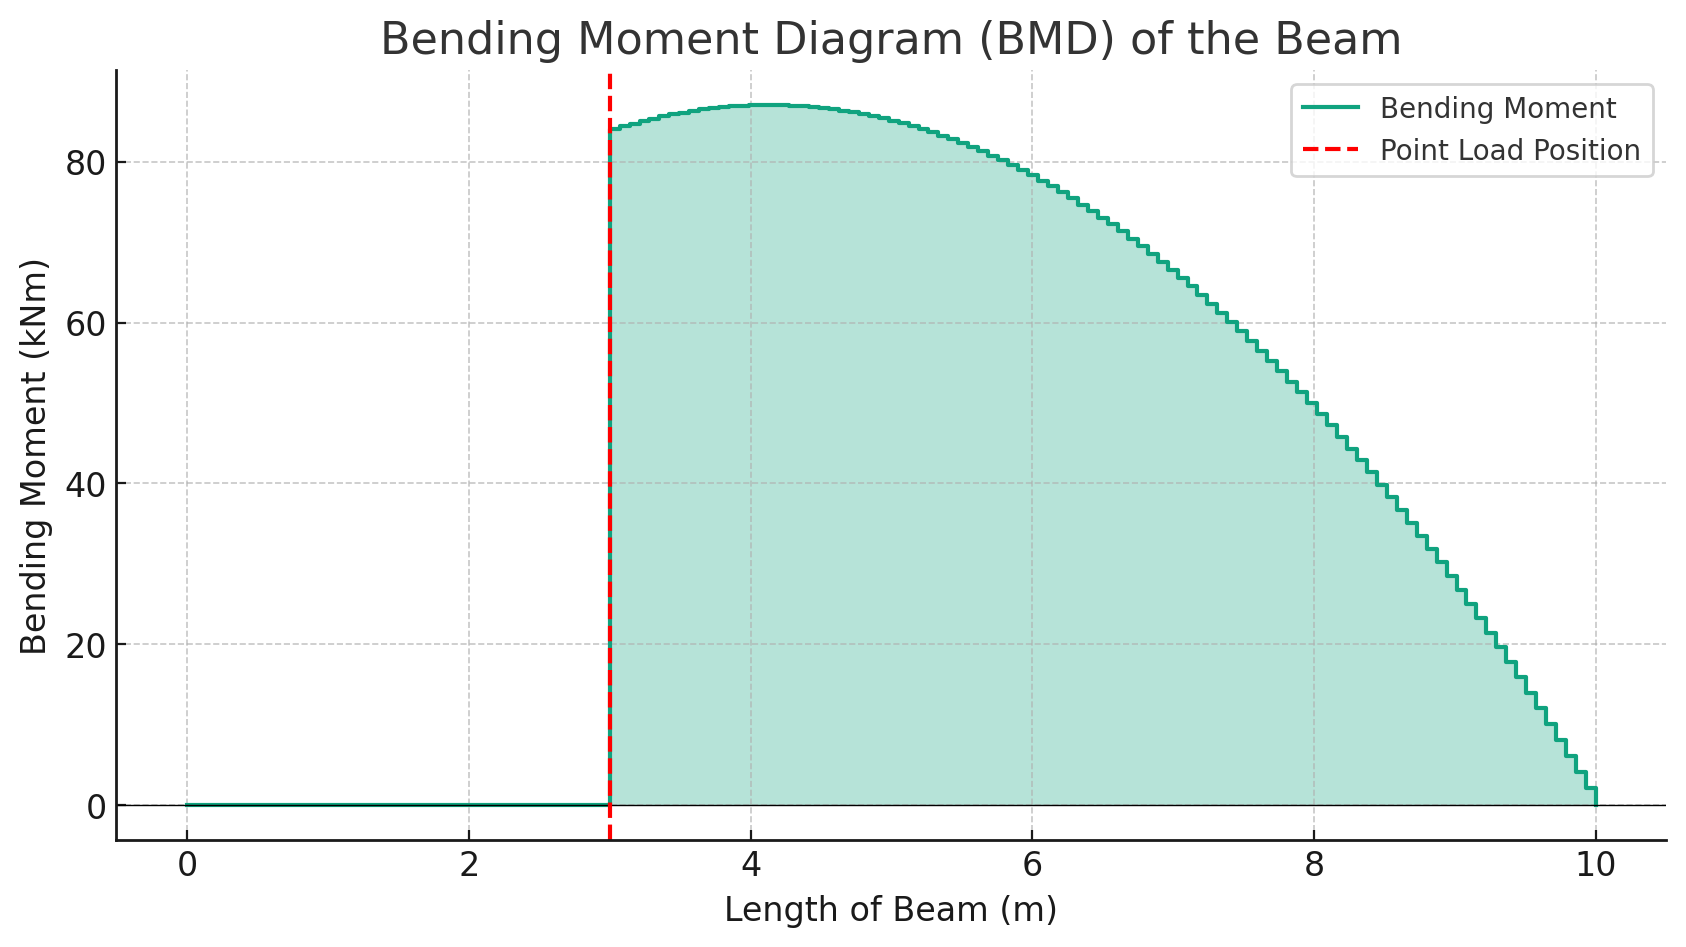 Bending Moment Diagram (BMD) of the Beam
Bending Moment
Point Load Position
Bending Moment (kNm)
80
60
40
20
0
0 2 4 6 8 10
Length of Beam (m)